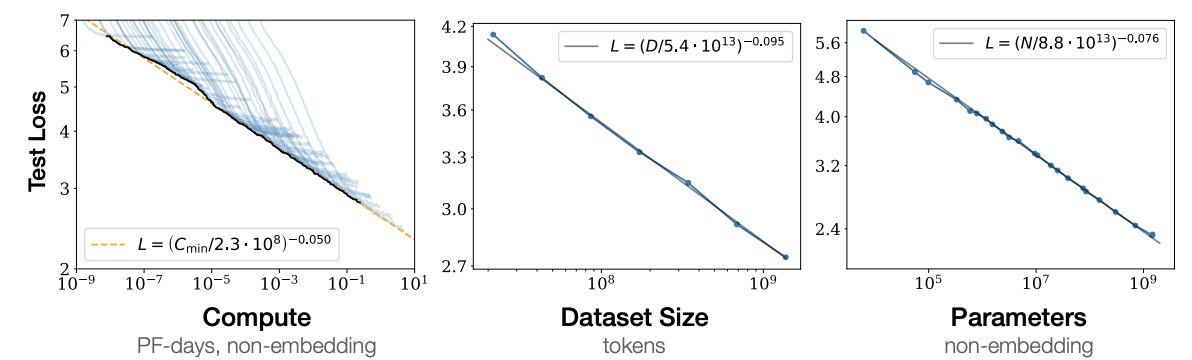 Test Loss
7
6
5
4
3
2
L = (C_min/2.3 · 10^8)^−0.050
10^−9
10^−7
10^−5
10^−3
10^−1
10^1
Compute
PF-days, non-embedding
4.2
3.9
3.6
3.3
3.0
2.7
L = (D/5.4 · 10^13)^−0.095
10^8
10^9
Dataset Size
tokens
5.6
4.8
4.0
3.2
2.4
L = (N/8.8 · 10^13)^−0.076
10^5
10^7
10^9
Parameters
non-embedding